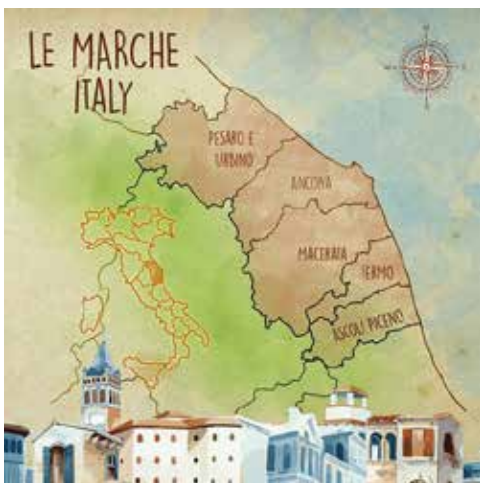 LE MARCHE
ITALY
PESARO E
URBINO
ANCONA
MACERATA
FERMO
ASCOLI PICENO